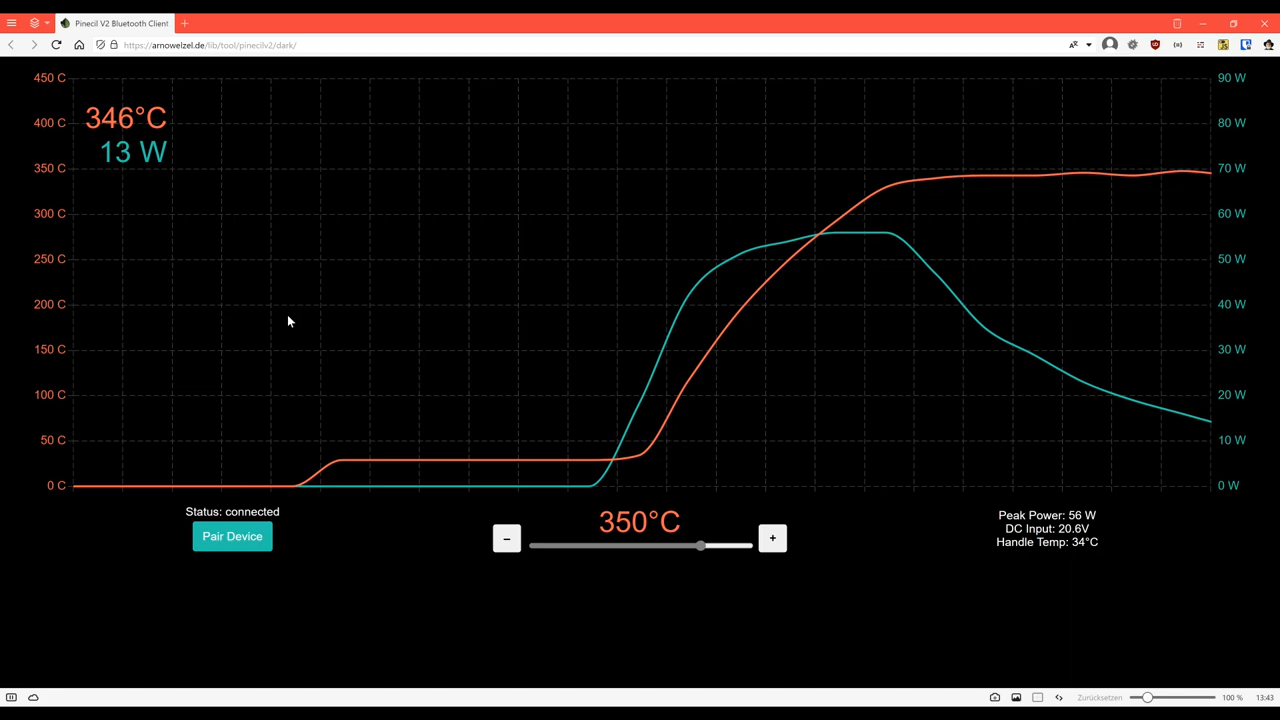 Pinecil V2 Bluetooth Client
https://arnowelzel.de/lib/tool/pinecilv2/dark/
450 C
400 C
350 C
300 C
250 C
200 C
150 C
100 C
50 C
0 C
346°C
13 W
90 W
80 W
70 W
60 W
50 W
40 W
30 W
20 W
10 W
0 W
Status: connected
Pair Device
350°C
–
+
Peak Power: 56 W
DC Input: 20.6V
Handle Temp: 34°C
Zurücksetzen
100 %
13:43